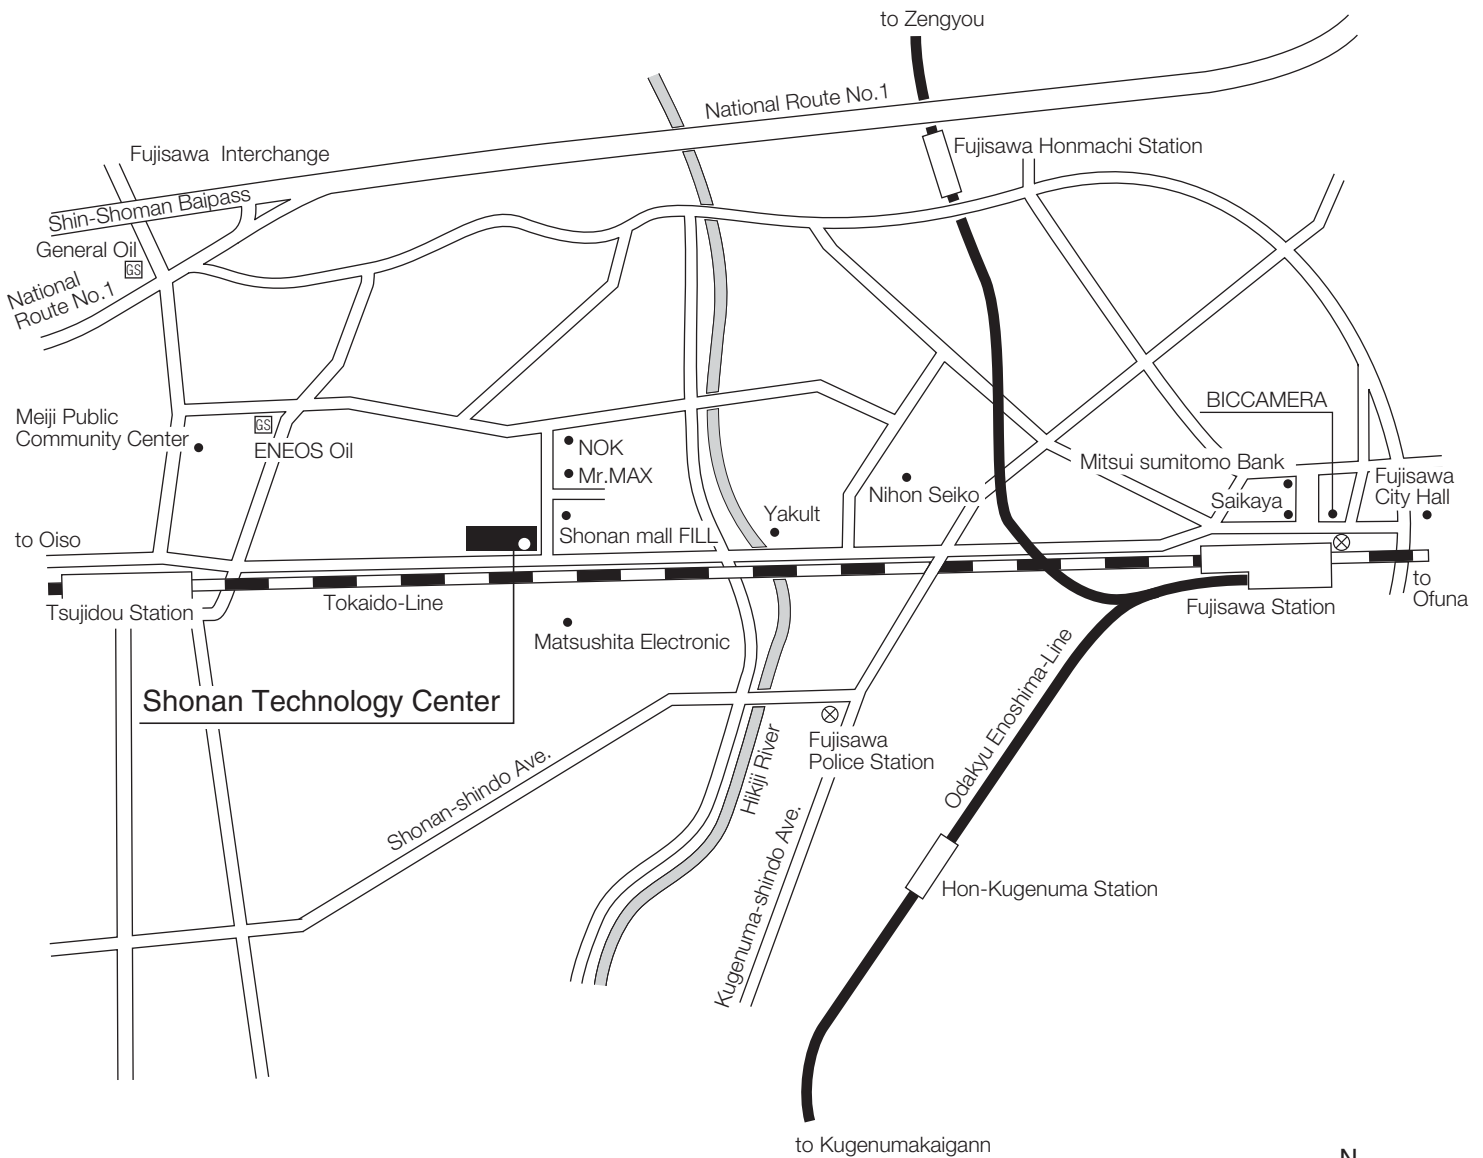 to Zengyou
National Route No.1
Fujisawa Honmachi Station
Fujisawa Interchange
Shin-Shoman Baipass
General Oil
GS
National
Route No.1
BICCAMERA
Meiji Public
Community Center
GS
ENEOS Oil
NOK
Mr.MAX
Mitsui sumitomo Bank
Fujisawa
City Hall
Nihon Seiko
Saikaya
Yakult
Shonan mall FILL
to Oiso
to
Ofuna
Tsujidou Station
Tokaido-Line
Fujisawa Station
Matsushita Electronic
Shonan Technology Center
Odakyu Enoshima-Line
Fujisawa
Police Station
Hikiji River
Shonan-shindo Ave.
Kugenuma-shindo Ave.
Hon-Kugenuma Station
to Kugenumakaigann
N